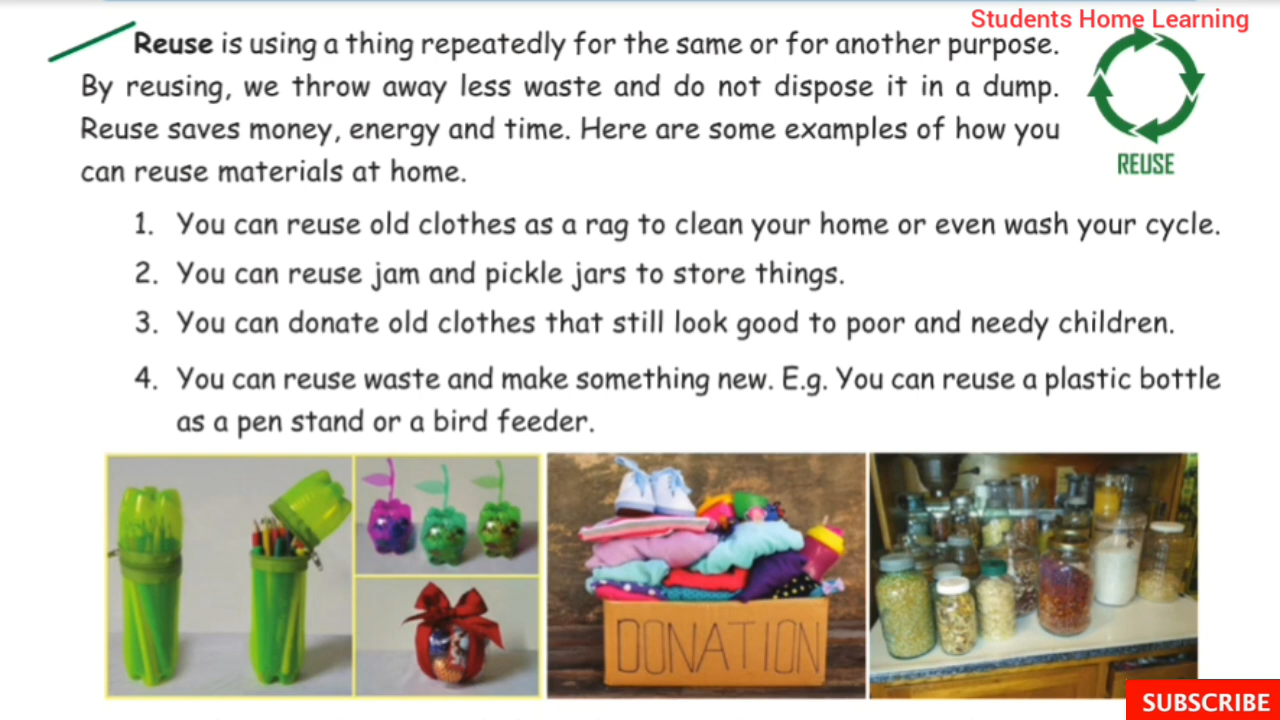 Students Home Learning
Reuse is using a thing repeatedly for the same or for another purpose.
By reusing, we throw away less waste and do not dispose it in a dump.
Reuse saves money, energy and time. Here are some examples of how you
can reuse materials at home.
REUSE
1. You can reuse old clothes as a rag to clean your home or even wash your cycle.
2. You can reuse jam and pickle jars to store things.
3. You can donate old clothes that still look good to poor and needy children.
4. You can reuse waste and make something new. E.g. You can reuse a plastic bottle
as a pen stand or a bird feeder.
DONATION
SUBSCRIBE